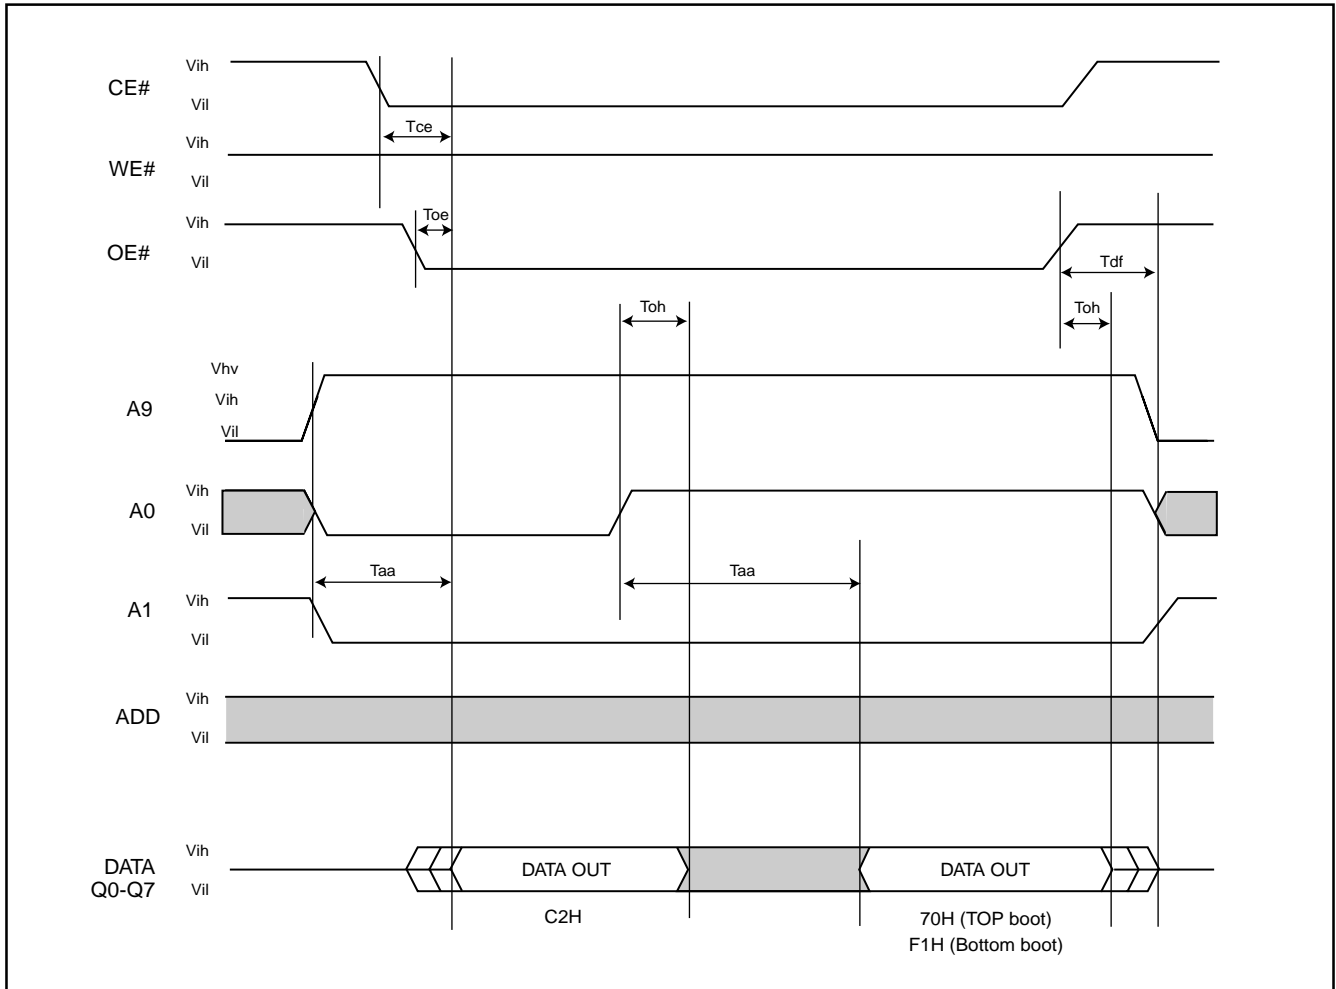 Vih
CE#
Vil
Tce
Vih
WE#
Vil
Vih
Toe
OE#
Vil
Tdf
Toh
Toh
Vhv
Vih
A9
Vil
Vih
A0
Vil
Taa
Taa
Vih
A1
Vil
Vih
ADD
Vil
Vih
DATA
Q0-Q7
Vil
DATA OUT
DATA OUT
C2H
70H (TOP boot)
F1H (Bottom boot)